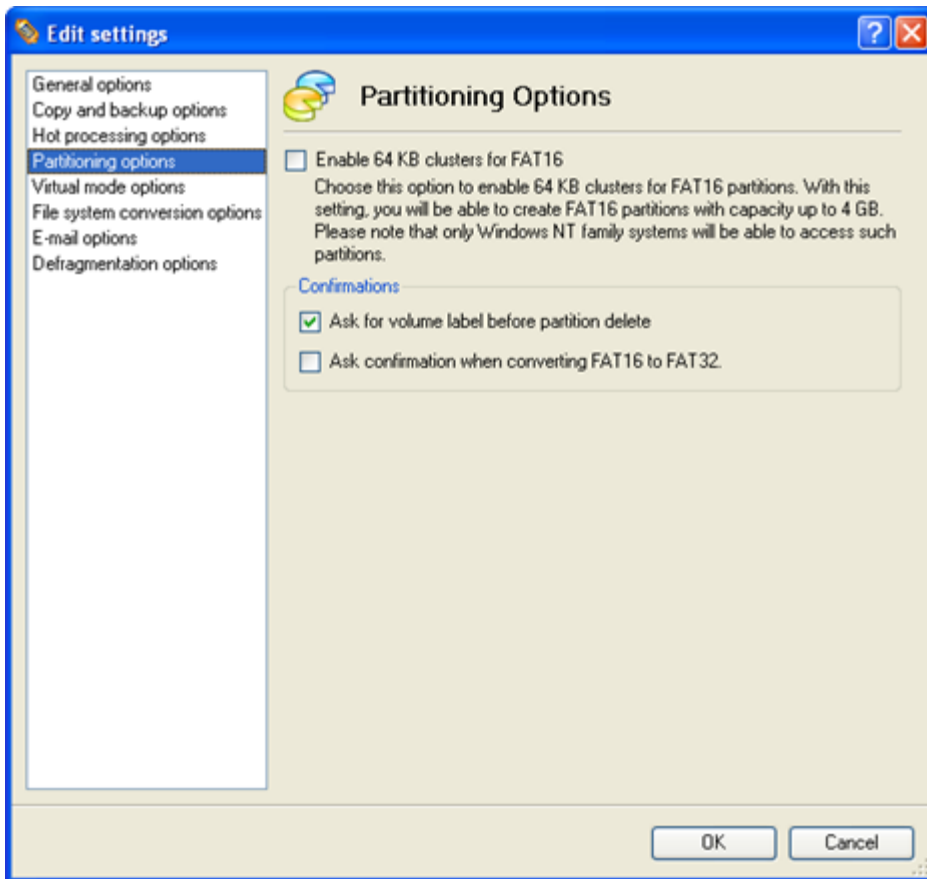 Edit settings
General options
Copy and backup options
Hot processing options
Partitioning options
Virtual mode options
File system conversion options
E-mail options
Defragmentation options
Partitioning Options
Enable 64 KB clusters for FAT16
Choose this option to enable 64 KB clusters for FAT16 partitions. With this
setting, you will be able to create FAT16 partitions with capacity up to 4 GB.
Please note that only Windows NT family systems will be able to access such
partitions.
Confirmations
Ask for volume label before partition delete
Ask confirmation when converting FAT16 to FAT32.
OK
Cancel